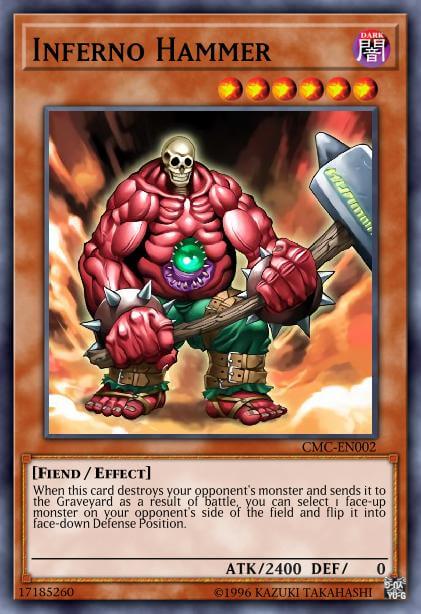 INFERNO HAMMER
DARK
闇
CMC-EN002
[FIEND / EFFECT]
When this card destroys your opponent's monster and sends it to
the Graveyard as a result of battle, you can select 1 face-up
monster on your opponent's side of the field and flip it into
face-down Defense Position.
ATK/2400 DEF/ 0
17185260
©1996 KAZUKI TAKAHASHI